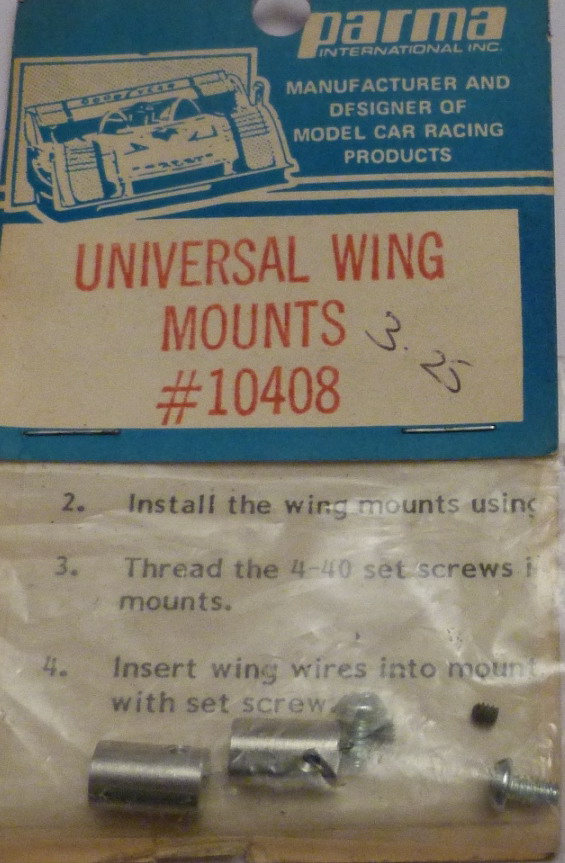 parma
INTERNATIONAL INC.
MANUFACTURER AND
DESIGNER OF
MODEL CAR RACING
PRODUCTS
GOODYEAR
UNIVERSAL WING
MOUNTS
#10408
3.25
2. Install the wing mounts using
3. Thread the 4-40 set screws i
mounts.
4. Insert wing wires into mount
with set screw.